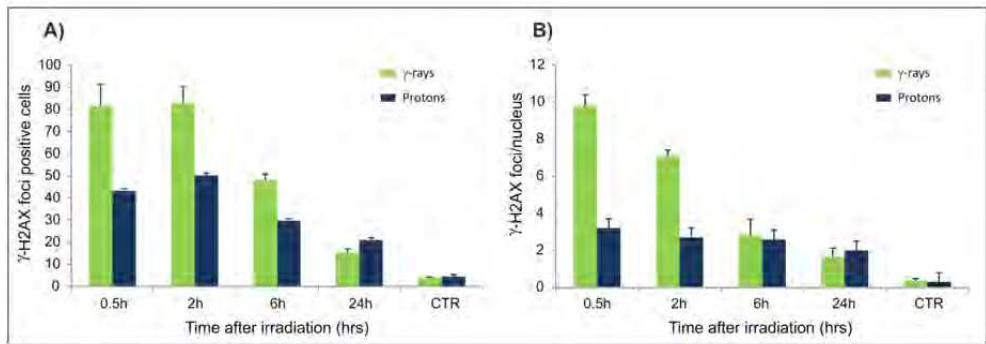 A)
γ-H2AX foci positive cells
100
90
80
70
60
50
40
30
20
10
0
γ-rays
Protons
0.5h 2h 6h 24h CTR
Time after irradiation (hrs)
B)
γ-H2AX foci/nucleus
12
10
8
6
4
2
0
γ-rays
Protons
0.5h 2h 6h 24h CTR
Time after irradiation (hrs)